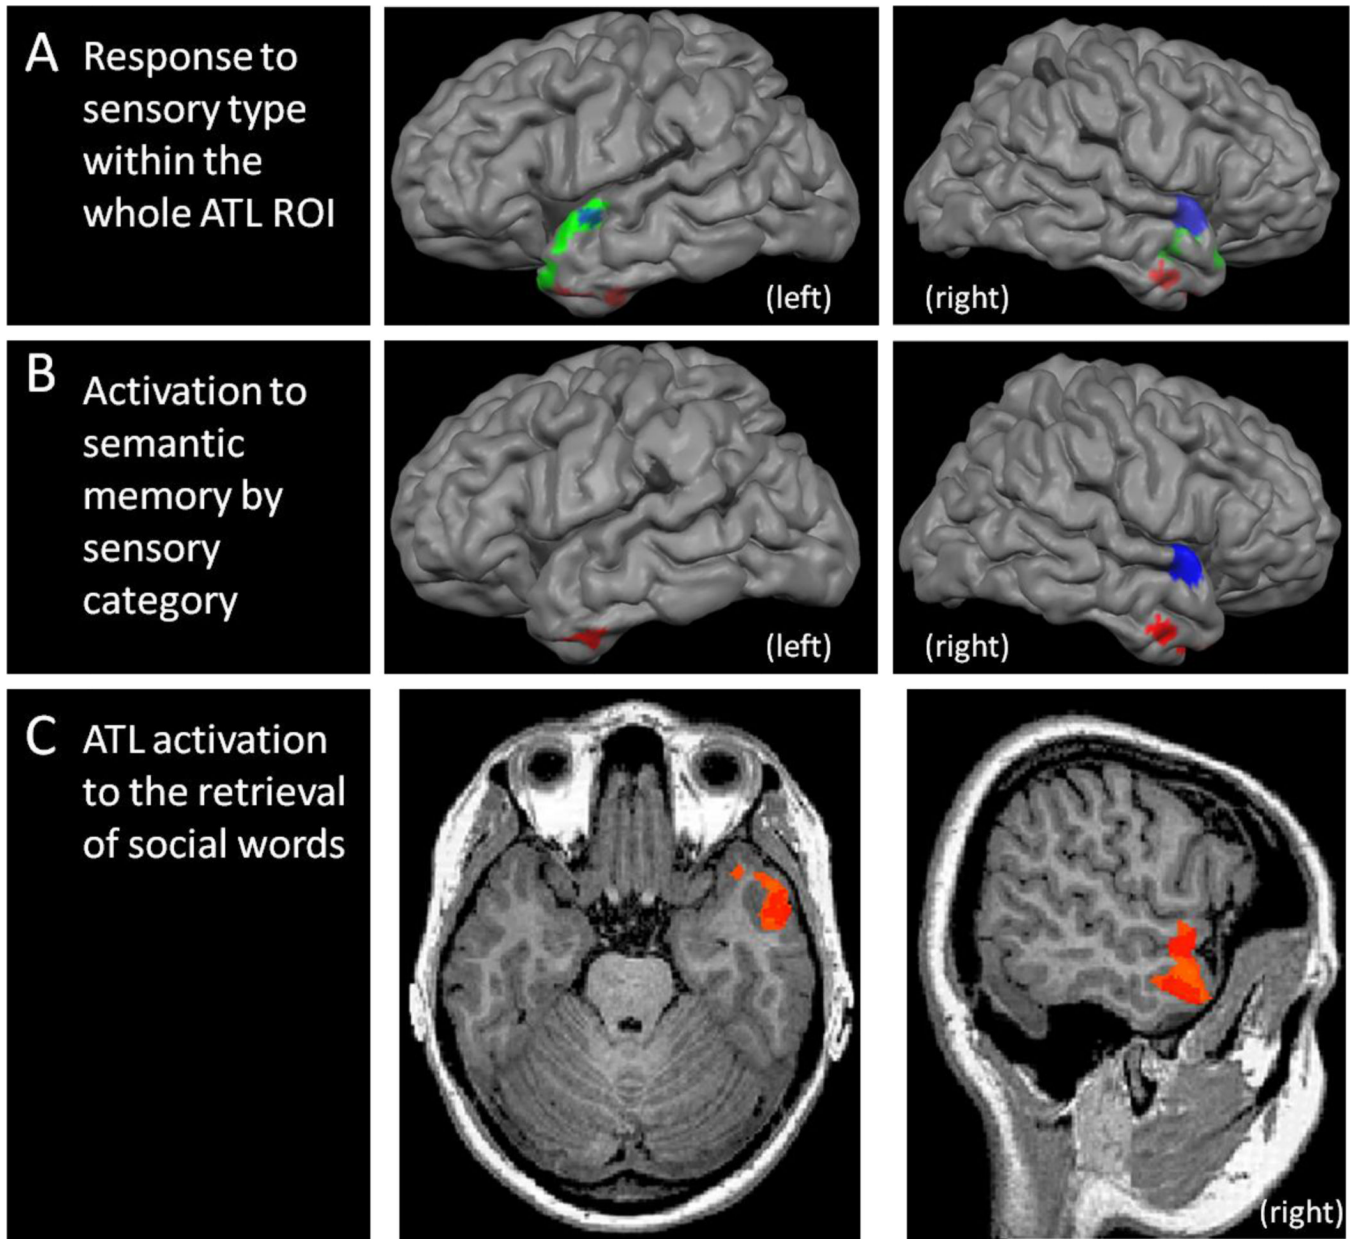 A Response to
sensory type
within the
whole ATL ROI
(left)
(right)
B Activation to
semantic
memory by
sensory
category
(left)
(right)
C ATL activation
to the retrieval
of social words
(right)